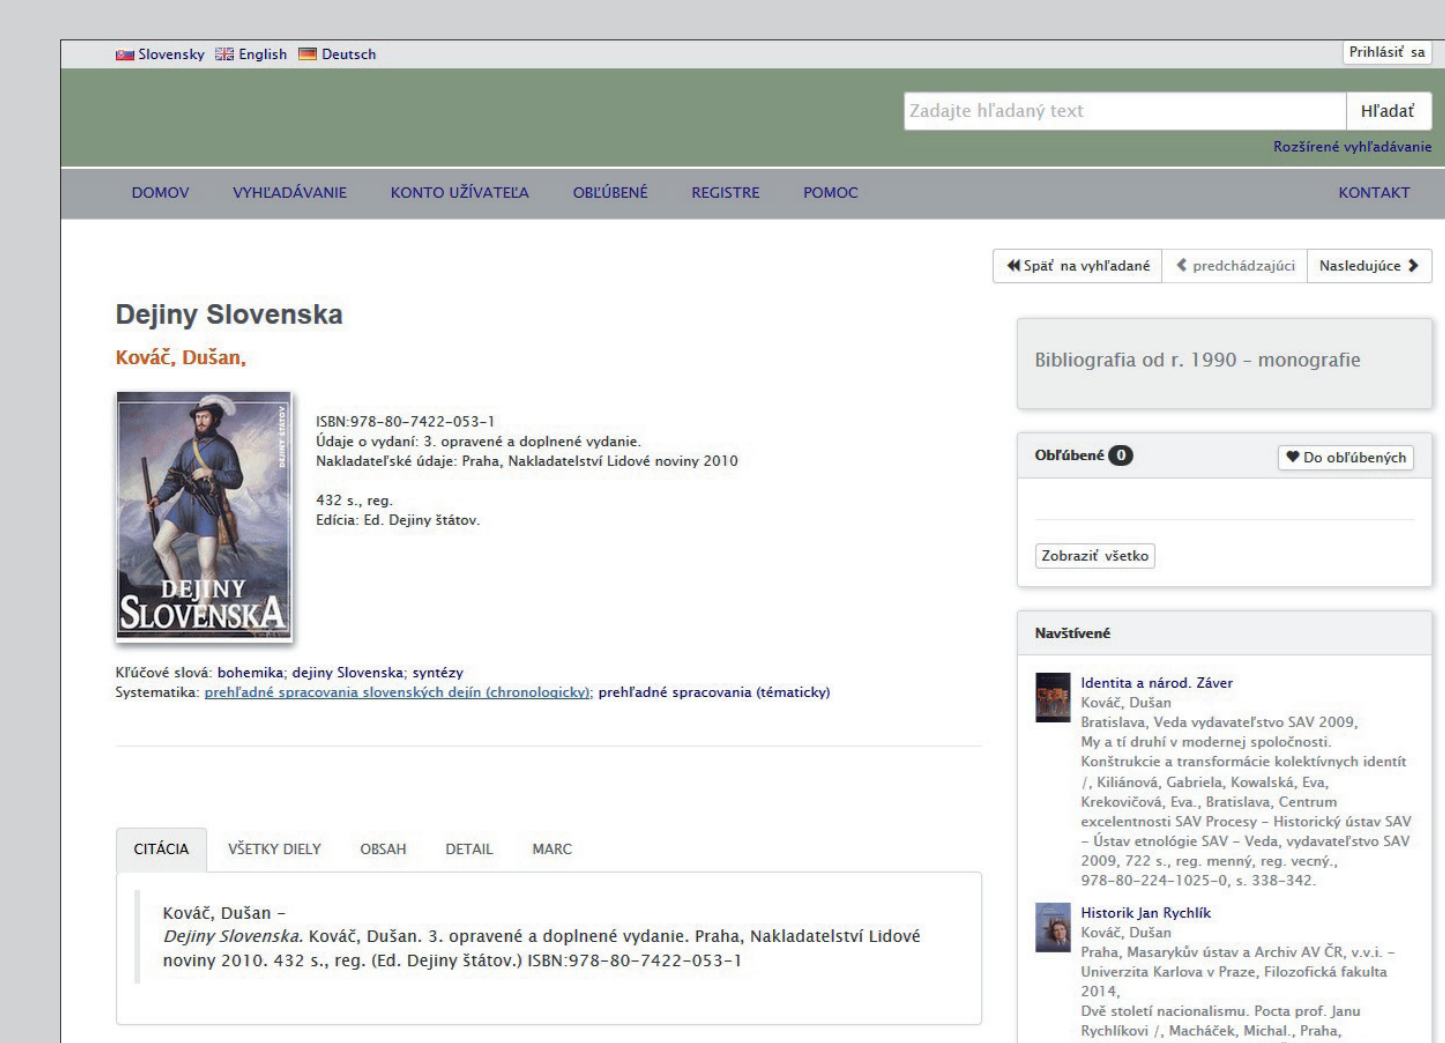 Slovensky English Deutsch
Prihlásiť sa
Zadajte hľadaný text
Hľadať
Rozšírené vyhľadávanie
DOMOV VYHĽADÁVANIE KONTO UŽÍVATEĽA OBĽÚBENÉ REGISTRE POMOC KONTAKT
Späť na vyhľadané predchádzajúci Nasledujúce
Dejiny Slovenska
Kováč, Dušan,
DEJINY ŠTÁTOV
DEJINY
SLOVENSKA
ISBN:978-80-7422-053-1
Údaje o vydaní: 3. opravené a doplnené vydanie.
Nakladateľské údaje: Praha, Nakladatelství Lidové noviny 2010
432 s., reg.
Edícia: Ed. Dejiny štátov.
Kľúčové slová: bohemika; dejiny Slovenska; syntézy
Systematika: prehľadné spracovania slovenských dejín (chronologicky); prehľadné spracovania (tématicky)
CITÁCIA VŠETKY DIELY OBSAH DETAIL MARC
Kováč, Dušan –
Dejiny Slovenska. Kováč, Dušan. 3. opravené a doplnené vydanie. Praha, Nakladatelství Lidové
noviny 2010. 432 s., reg. (Ed. Dejiny štátov.) ISBN:978-80-7422-053-1
Bibliografia od r. 1990 – monografie
Obľúbené 0
Do obľúbených
Zobraziť všetko
Navštívené
Identita a národ. Záver
Kováč, Dušan
Bratislava, Veda vydavateľstvo SAV 2009,
My a tí druhí v modernej spoločnosti.
Konštrukcie a transformácie kolektívnych identít
/, Kiliánová, Gabriela, Kowalská, Eva,
Krekovičová, Eva., Bratislava, Centrum
excelentnosti SAV Procesy – Historický ústav SAV
– Ústav etnológie SAV – Veda, vydavateľstvo SAV
2009, 722 s., reg. menný, reg. vecný.,
978-80-224-1025-0, s. 338-342.
Historik Jan Rychlík
Kováč, Dušan
Praha, Masarykův ústav a Archiv AV ČR, v.v.i. –
Univerzita Karlova v Praze, Filozofická fakulta
2014,
Dvě století nacionalismu. Pocta prof. Janu
Rychlíkovi /, Macháček, Michal., Praha,